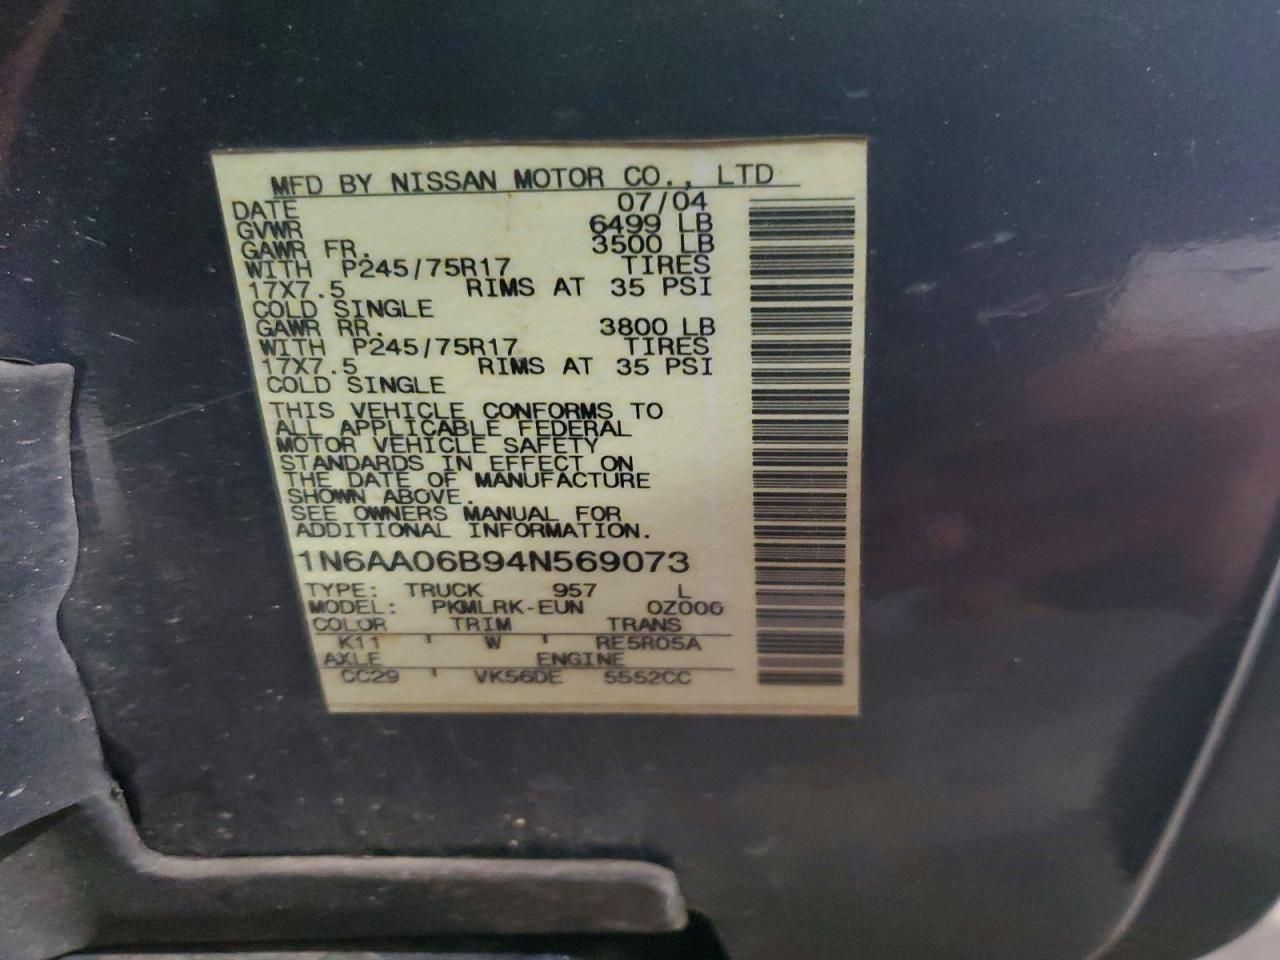 MFD BY NISSAN MOTOR CO., LTD
DATE 07/04
GVWR 6499 LB
GAWR FR. 3500 LB
WITH P245/75R17 TIRES
17X7.5 RIMS AT 35 PSI
COLD SINGLE
GAWR RR. 3800 LB
WITH P245/75R17 TIRES
17X7.5 RIMS AT 35 PSI
COLD SINGLE
THIS VEHICLE CONFORMS TO
ALL APPLICABLE FEDERAL
MOTOR VEHICLE SAFETY
STANDARDS IN EFFECT ON
THE DATE OF MANUFACTURE
SHOWN ABOVE.
SEE OWNERS MANUAL FOR
ADDITIONAL INFORMATION.
1N6AA06B94N569073
TYPE: TRUCK 957 L
MODEL: PKMLRK-EUN 0Z006
COLOR TRIM TRANS
K11 ' W ' RE5R05A
AXLE ENGINE
CC29 ' VK56DE 5552CC